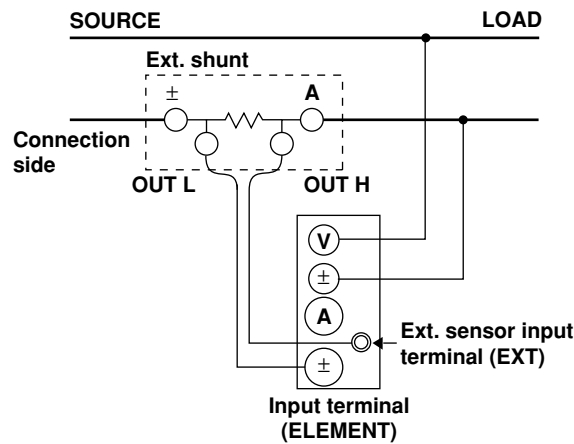 SOURCE
LOAD
Ext. shunt
±
A
Connection
side
OUT L
OUT H
V
±
A
±
Ext. sensor input
terminal (EXT)
Input terminal
(ELEMENT)